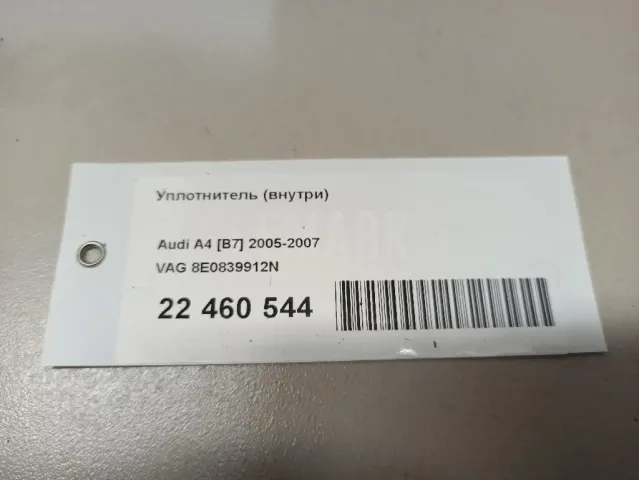 Уплотнитель (внутри)
Audi A4 [B7] 2005-2007
VAG 8E0839912N
22 460 544